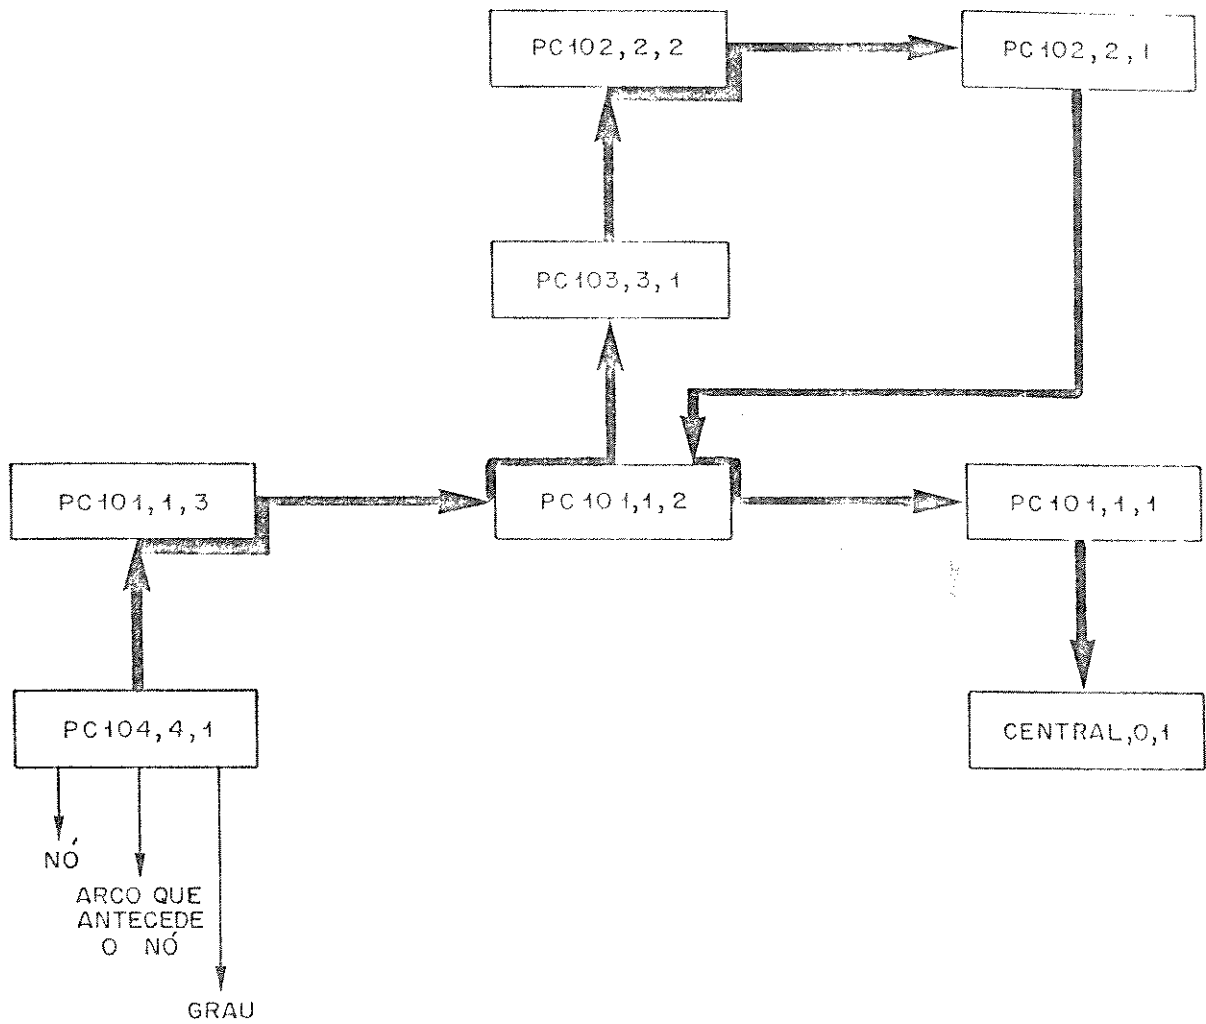 PC102,2,2
PC102,2,1
PC103,3,1
PC101,1,3
PC101,1,2
PC101,1,1
PC104,4,1
CENTRAL,0,1
NÓ
ARCO QUE
ANTECEDE
O NÓ
GRAU